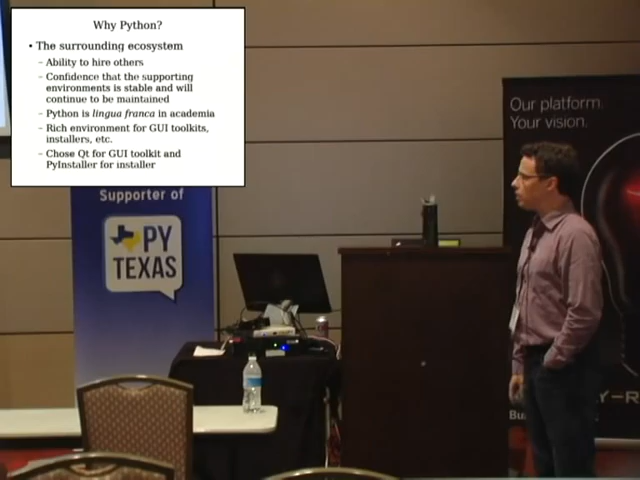 Why Python?
• The surrounding ecosystem
– Ability to hire others
– Confidence that the supporting
environments is stable and will
continue to be maintained
– Python is lingua franca in academia
– Rich environment for GUI toolkits,
installers, etc.
– Chose Qt for GUI toolkit and
PyInstaller for installer
Our platform.
Your vision.
Supporter of
PY
TEXAS